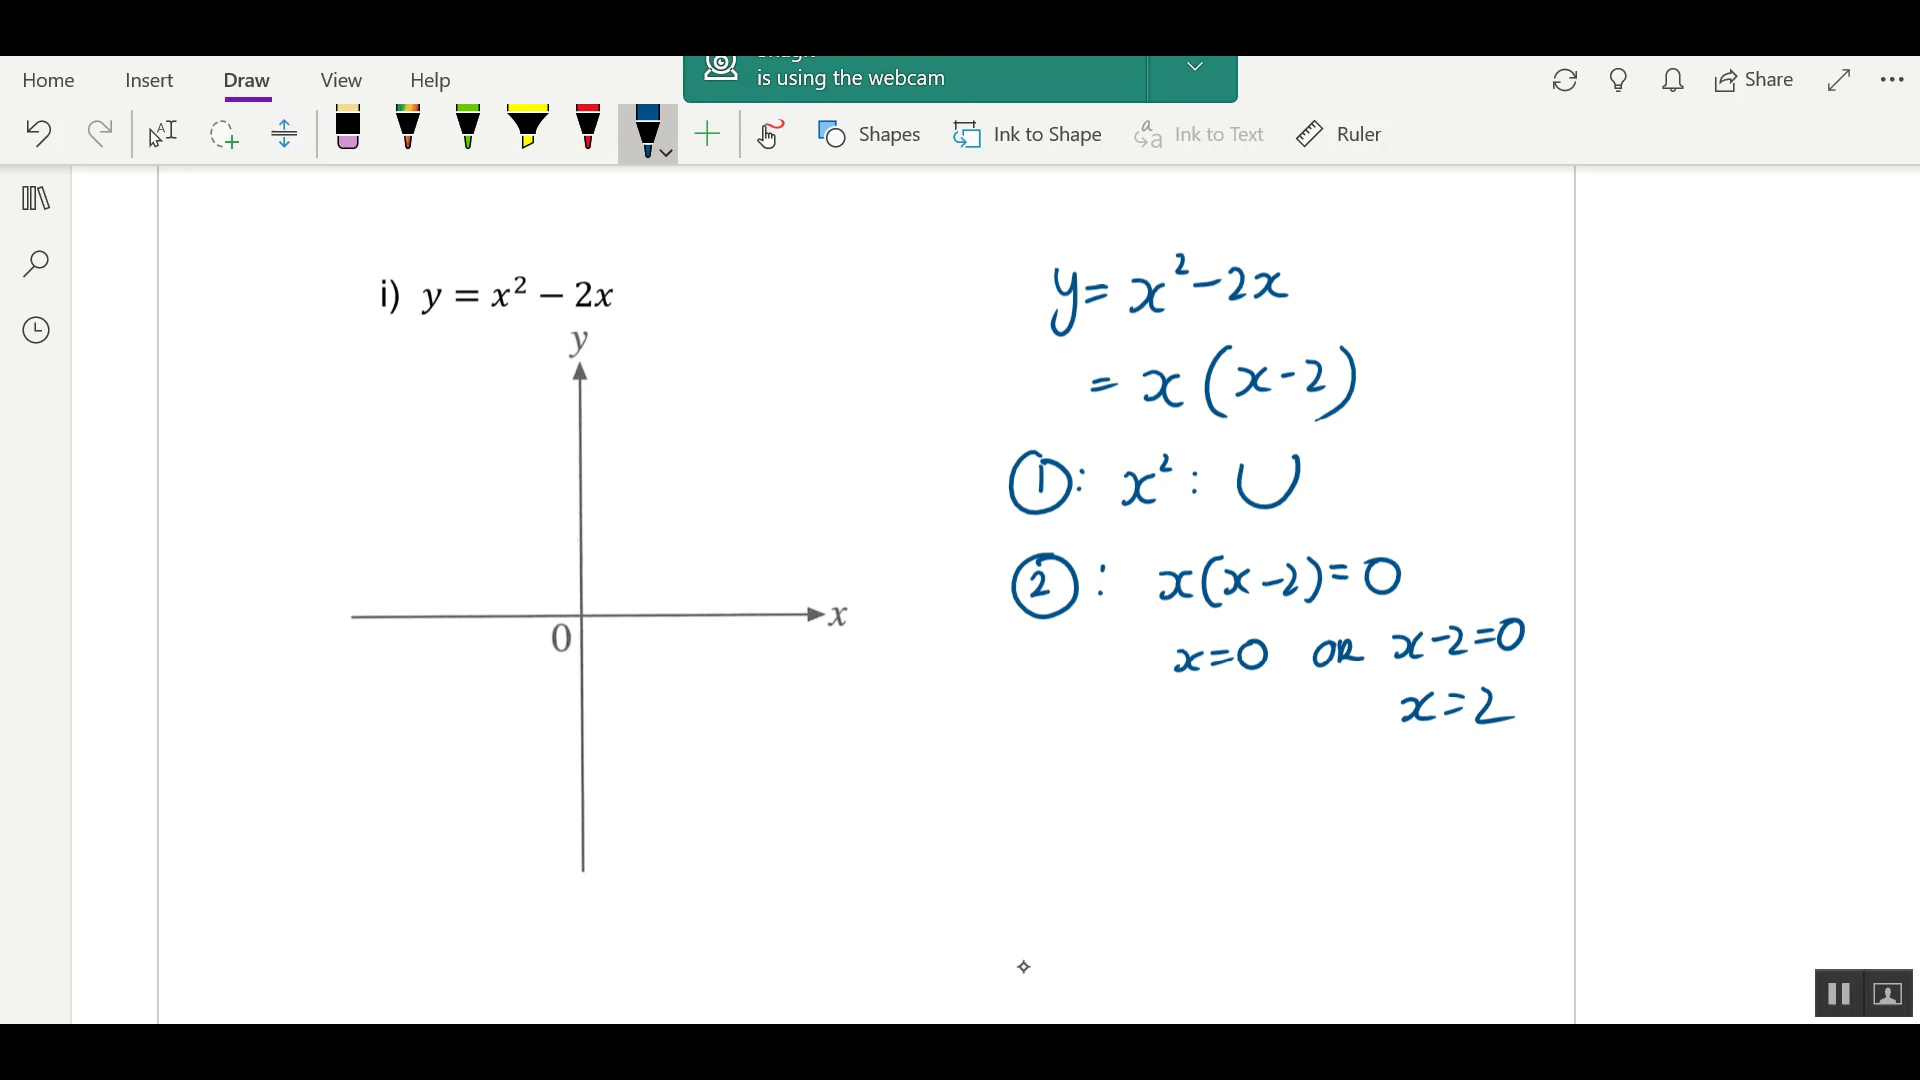 is using the webcam
Home Insert Draw View Help
Share
Shapes Ink to Shape Ink to Text Ruler
i) y = x² − 2x
y
x
0
y= x²-2x
= x(x-2)
①: x² : ∪
②: x(x-2)=0
x=0 OR x-2=0
x=2